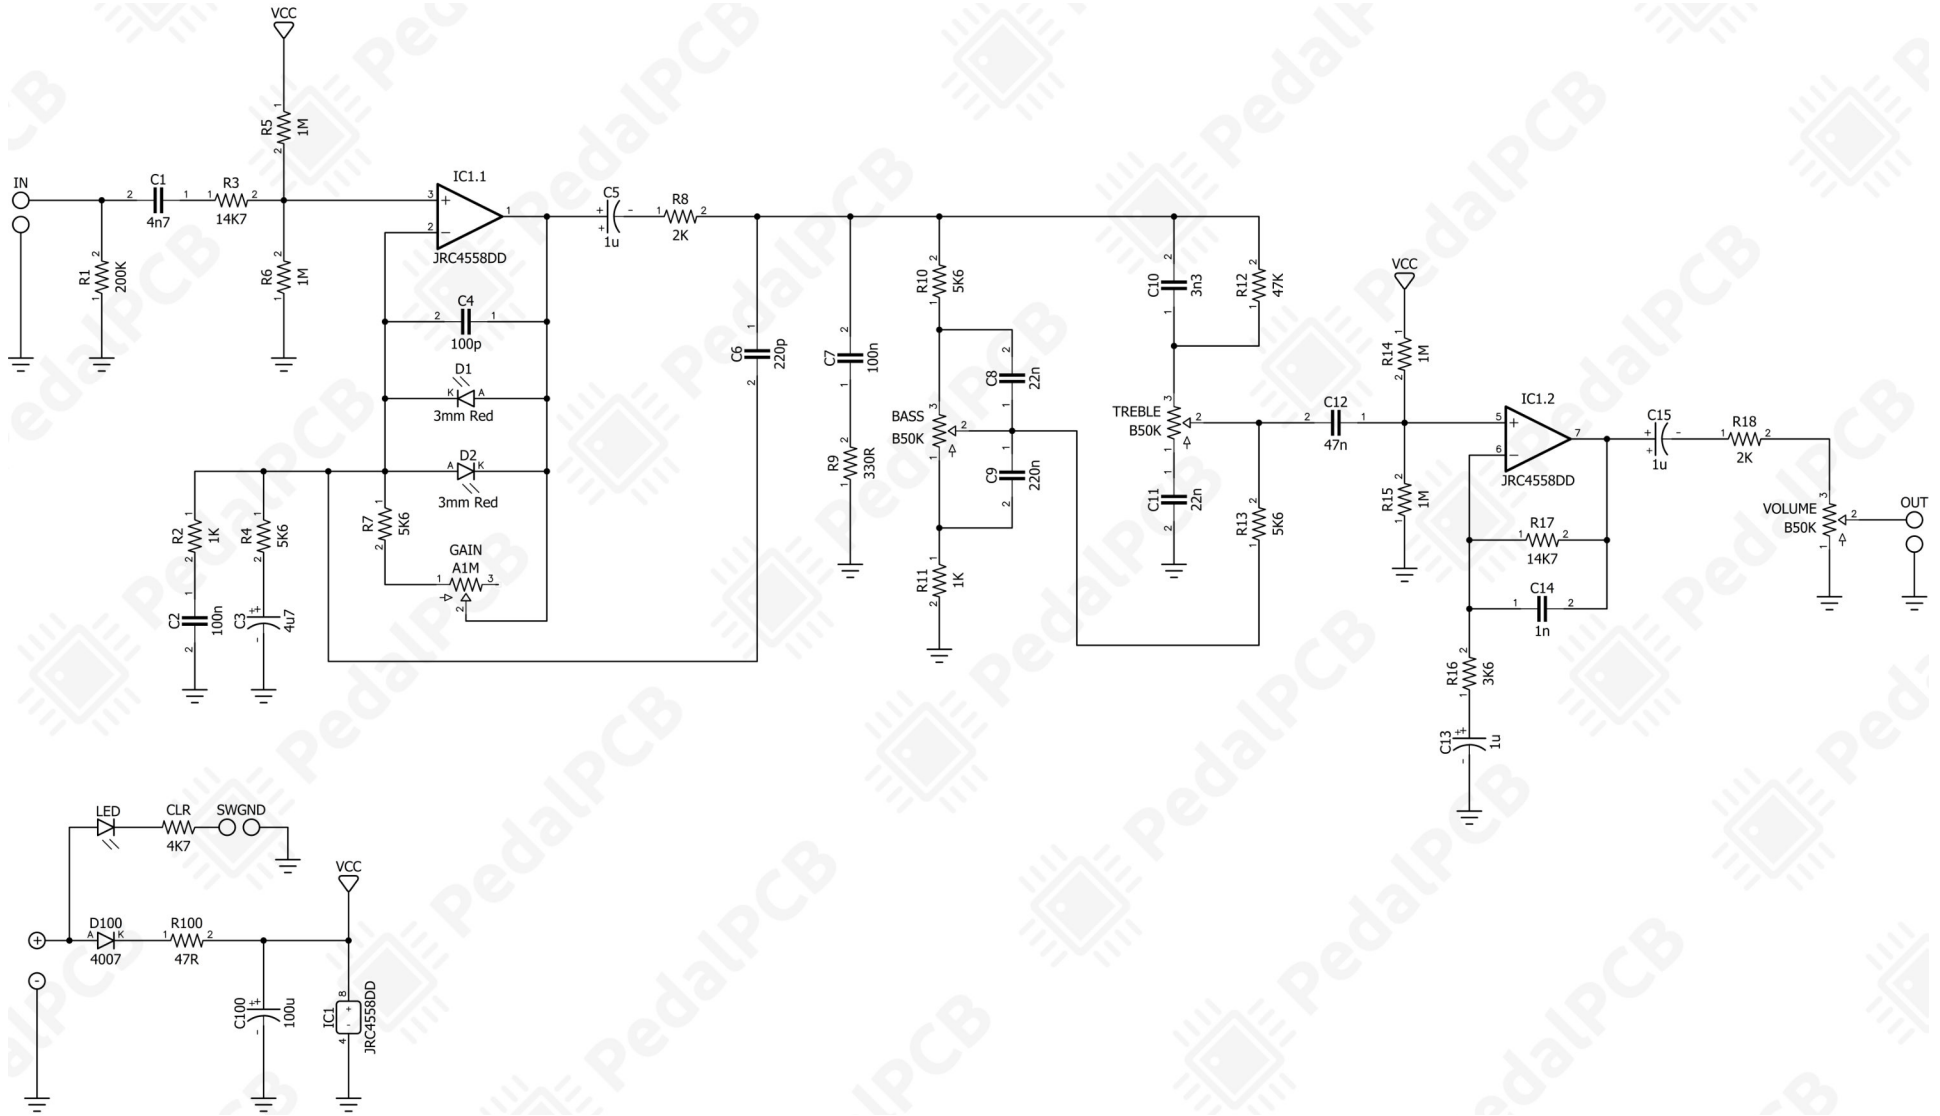 VCC
R5
1M
IN
C1
4n7
R3
14K7
R1
200K
R6
1M
IC1.1
JRC4558DD
C4
100p
D1
3mm Red
D2
3mm Red
R7
5K6
GAIN
A1M
R2
1K
R4
5K6
C2
100n
C3
4u7
C5
1u
R8
2K
C6
220p
C7
100n
R9
330R
R10
5K6
C8
22n
BASS
B50K
C9
220n
R11
1K
C10
3n3
R12
47K
TREBLE
B50K
C11
22n
R13
5K6
C12
47n
VCC
R14
1M
R15
1M
IC1.2
JRC4558DD
R17
14K7
C14
1n
R16
3K6
C13
1u
C15
1u
R18
2K
VOLUME
B50K
OUT
LED
CLR
4K7
SWGND
D100
4007
R100
47R
C100
100u
VCC
IC1
JRC4558DD
PedalPCB